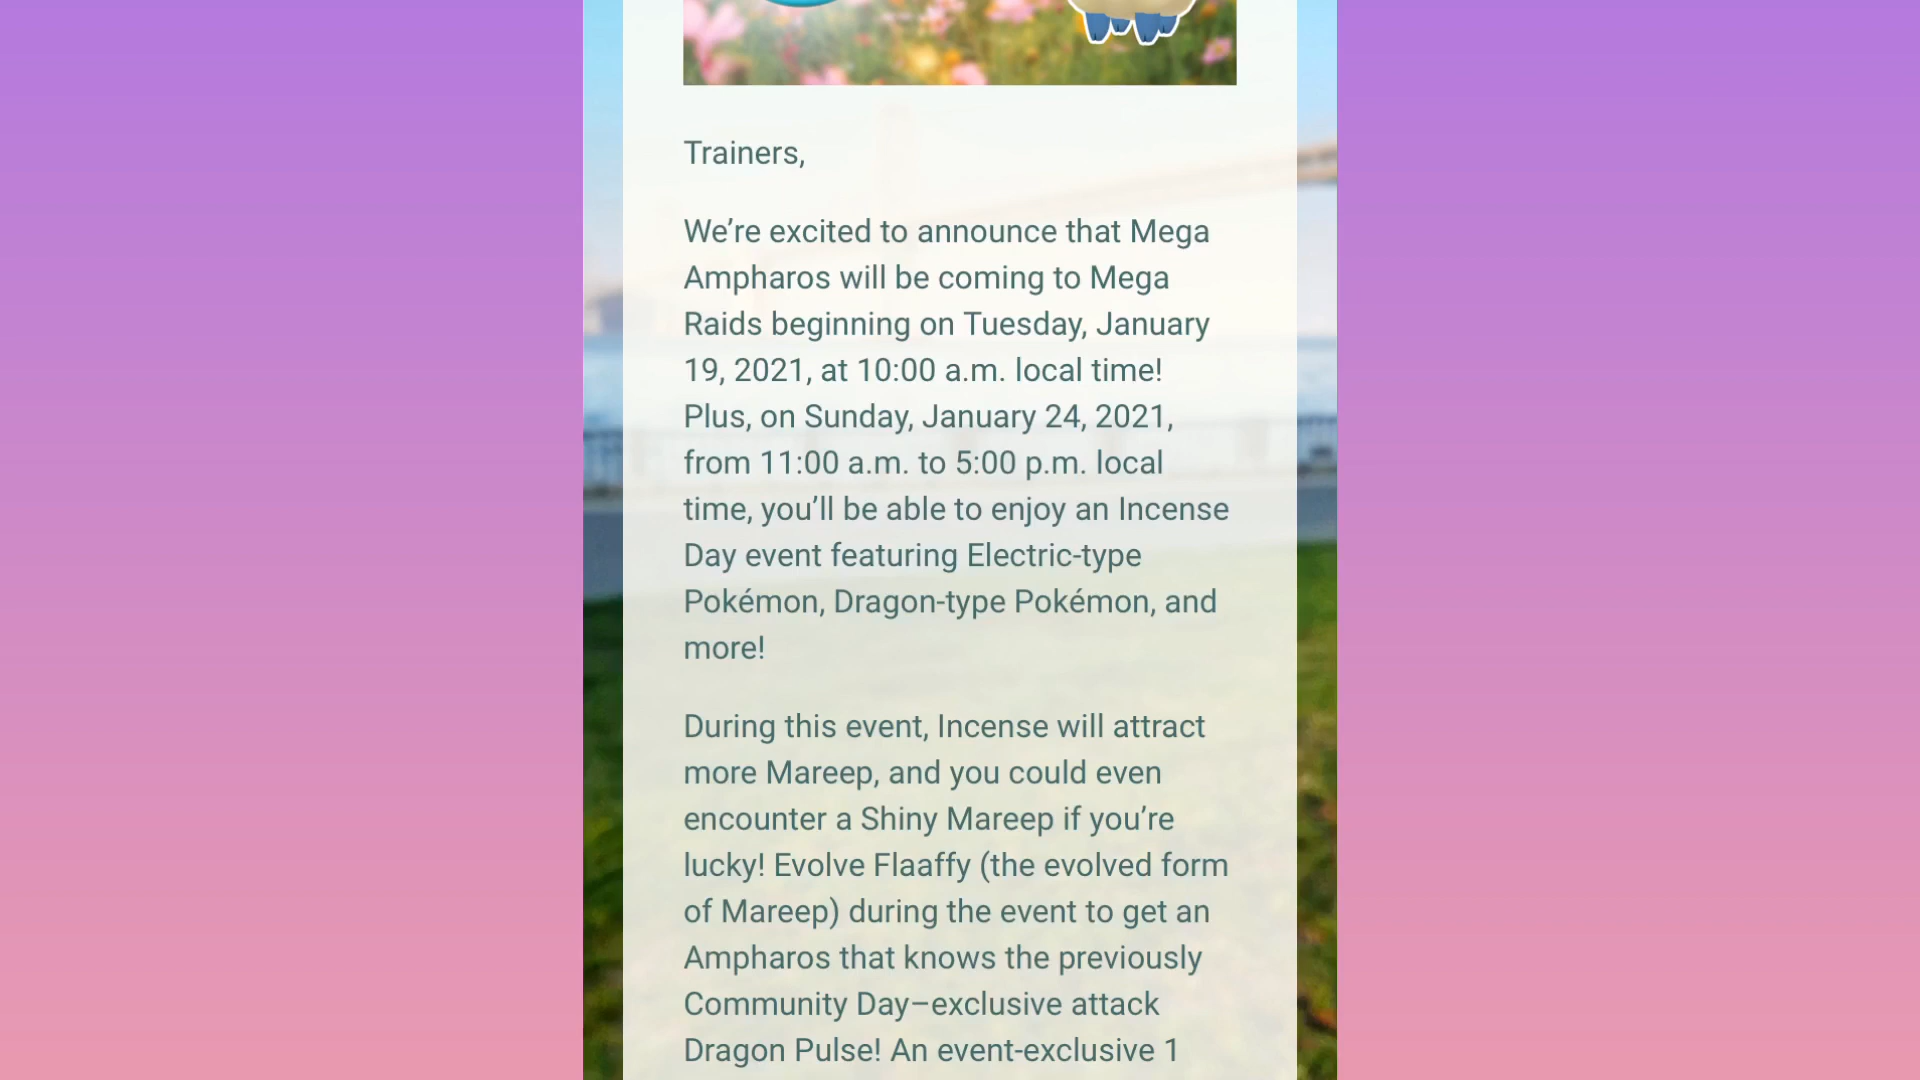 Trainers,
We’re excited to announce that Mega
Ampharos will be coming to Mega
Raids beginning on Tuesday, January
19, 2021, at 10:00 a.m. local time!
Plus, on Sunday, January 24, 2021,
from 11:00 a.m. to 5:00 p.m. local
time, you’ll be able to enjoy an Incense
Day event featuring Electric-type
Pokémon, Dragon-type Pokémon, and
more!
During this event, Incense will attract
more Mareep, and you could even
encounter a Shiny Mareep if you’re
lucky! Evolve Flaaffy (the evolved form
of Mareep) during the event to get an
Ampharos that knows the previously
Community Day–exclusive attack
Dragon Pulse! An event-exclusive 1